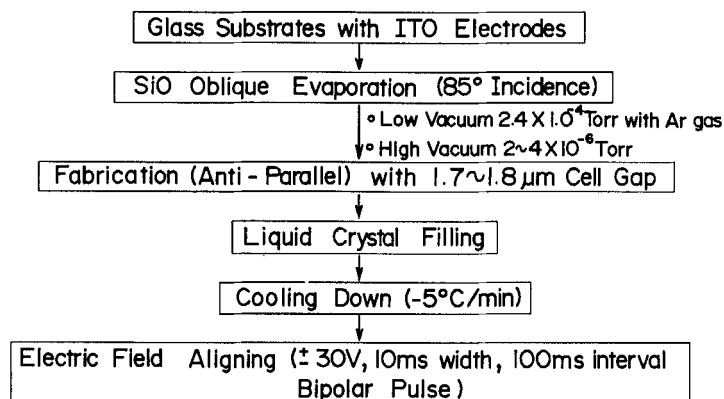 Glass Substrates with ITO Electrodes
SiO Oblique Evaporation (85° Incidence)
∘ Low Vacuum 2.4 X 1.0⁻⁴ Torr with Ar gas
∘ High Vacuum 2~4 X 10⁻⁶ Torr
Fabrication (Anti-Parallel) with 1.7~1.8 μm Cell Gap
Liquid Crystal Filling
Cooling Down (-5°C/min)
Electric Field Aligning (± 30V, 10ms width, 100ms interval
Bipolar Pulse)